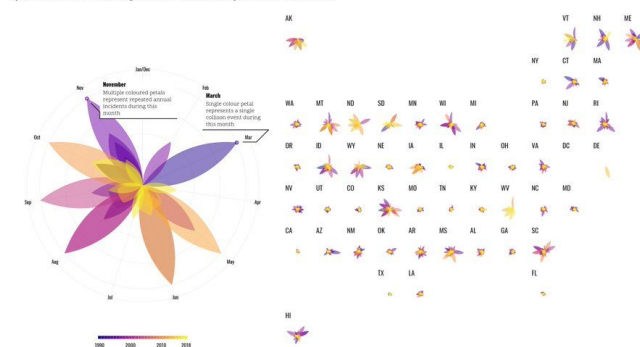 Jan/Dec
Nov
November
Multiple coloured petals
represent repeated annual
incidents during this
month
Feb
March
Single colour petal
represents a single
collison event during
this month
Mar
Oct
Apr
Sep
Aug
May
Jul
Jun
1990
2000
2010
2018
AK
VT
NH
ME
NY
CT
MA
WA
MT
ND
SD
MN
WI
MI
PA
NJ
RI
OR
ID
WY
NE
IA
IL
IN
OH
VA
DC
DE
NV
UT
CO
KS
MO
TN
KY
WV
NC
MD
CA
AZ
NM
OK
AR
MS
AL
GA
SC
TX
LA
FL
HI